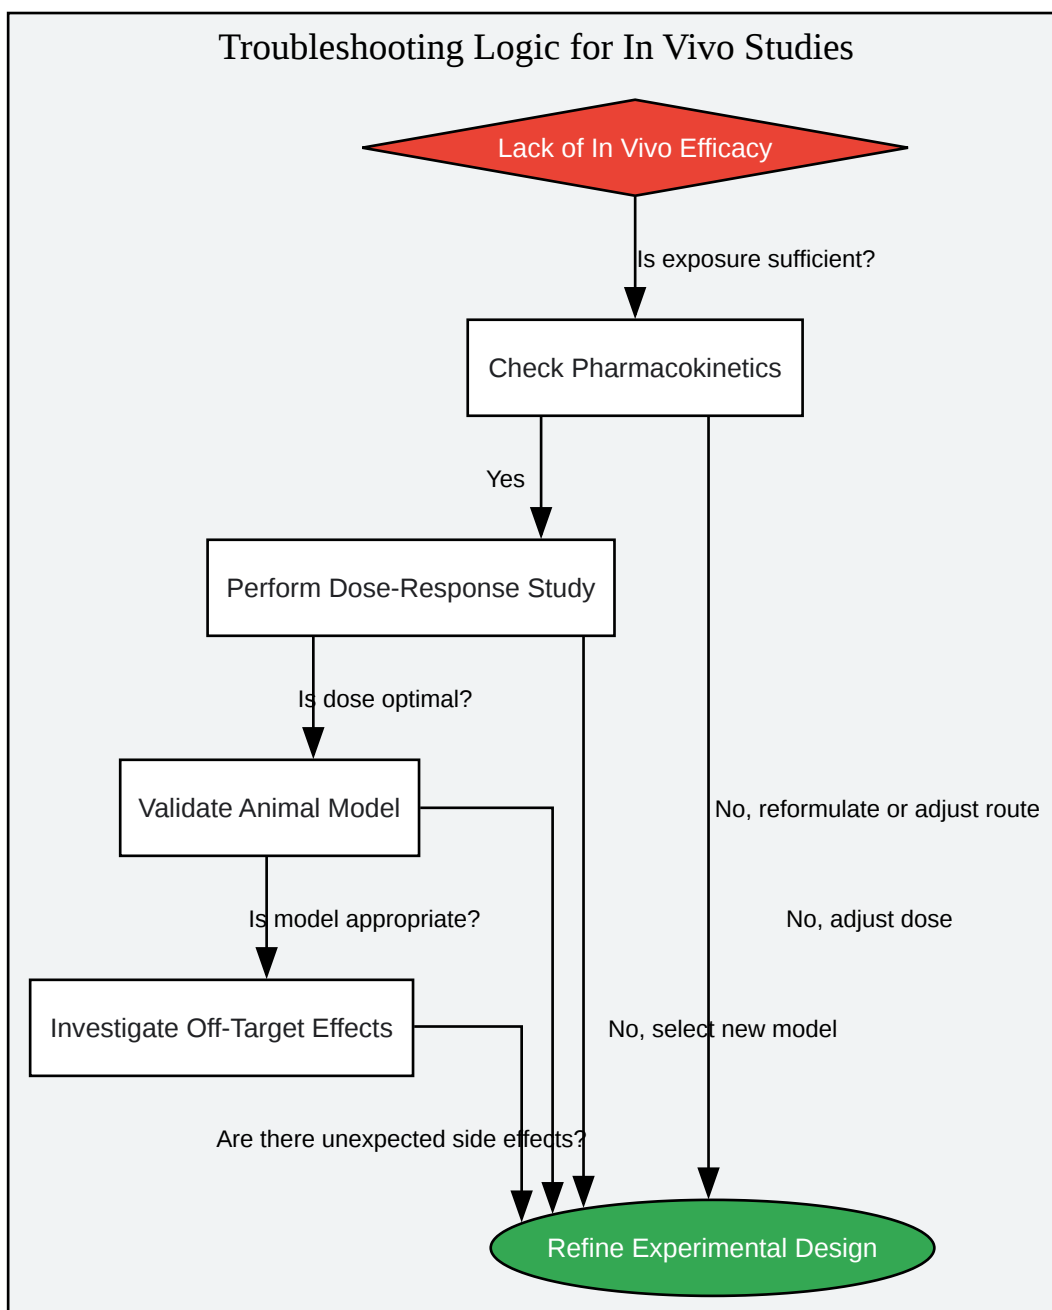 Troubleshooting Logic for In Vivo Studies
Lack of In Vivo Efficacy
Is exposure sufficient?
Check Pharmacokinetics
Yes
Perform Dose-Response Study
Is dose optimal?
Validate Animal Model
No, reformulate or adjust route
Is model appropriate?
No, adjust dose
Investigate Off-Target Effects
No, select new model
Are there unexpected side effects?
Refine Experimental Design